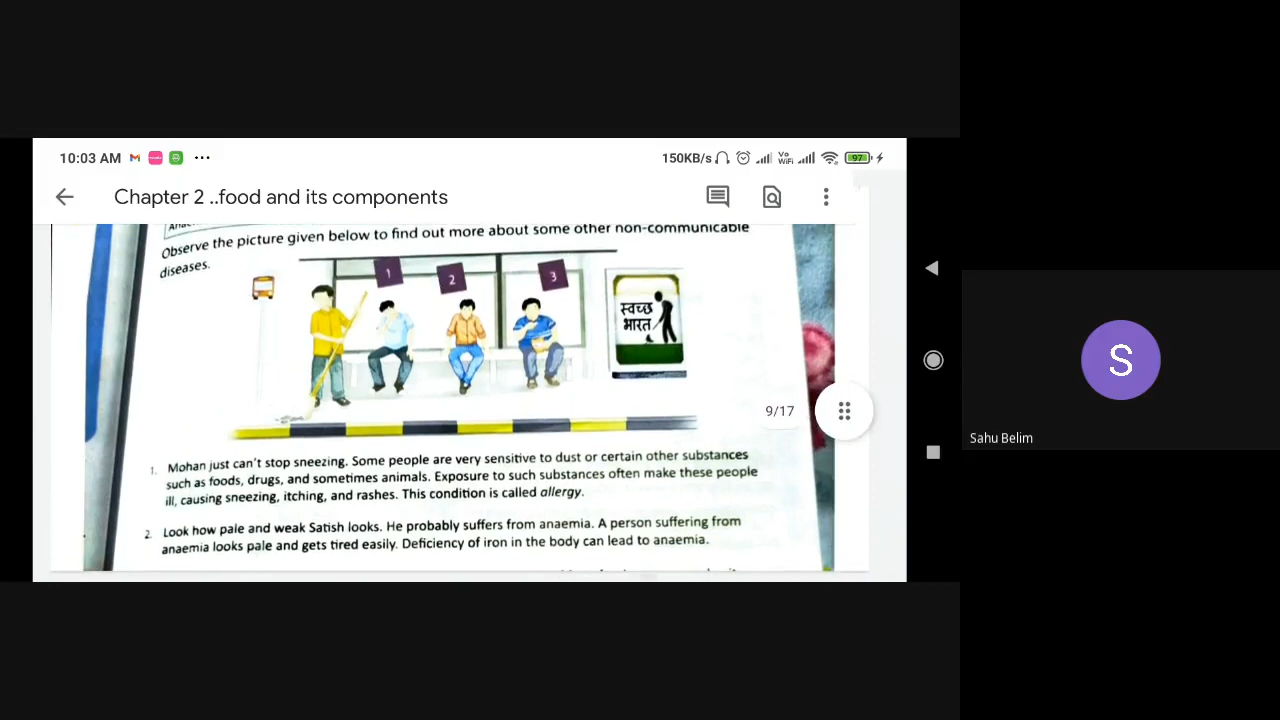 10:03 AM
150KB/s
Vo
WiFi
97
Chapter 2 ..food and its components
Observe the picture given below to find out more about some other non-communicable
diseases.
1
2
3
स्वच्छ
भारत
9/17
1. Mohan just can't stop sneezing. Some people are very sensitive to dust or certain other substances
such as foods, drugs, and sometimes animals. Exposure to such substances often make these people
ill, causing sneezing, itching, and rashes. This condition is called allergy.
2. Look how pale and weak Satish looks. He probably suffers from anaemia. A person suffering from
anaemia looks pale and gets tired easily. Deficiency of iron in the body can lead to anaemia.
S
Sahu Belim